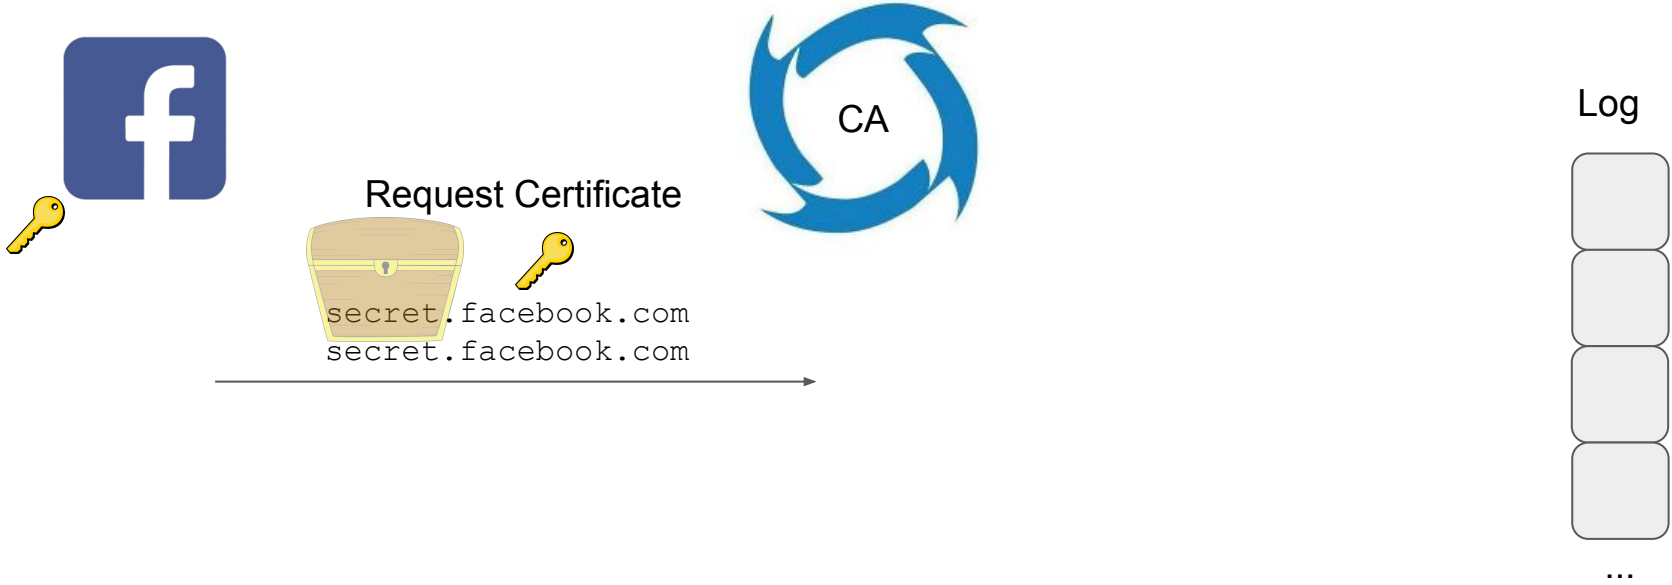 CA
Log
Request Certificate
secret.facebook.com
secret.facebook.com
...